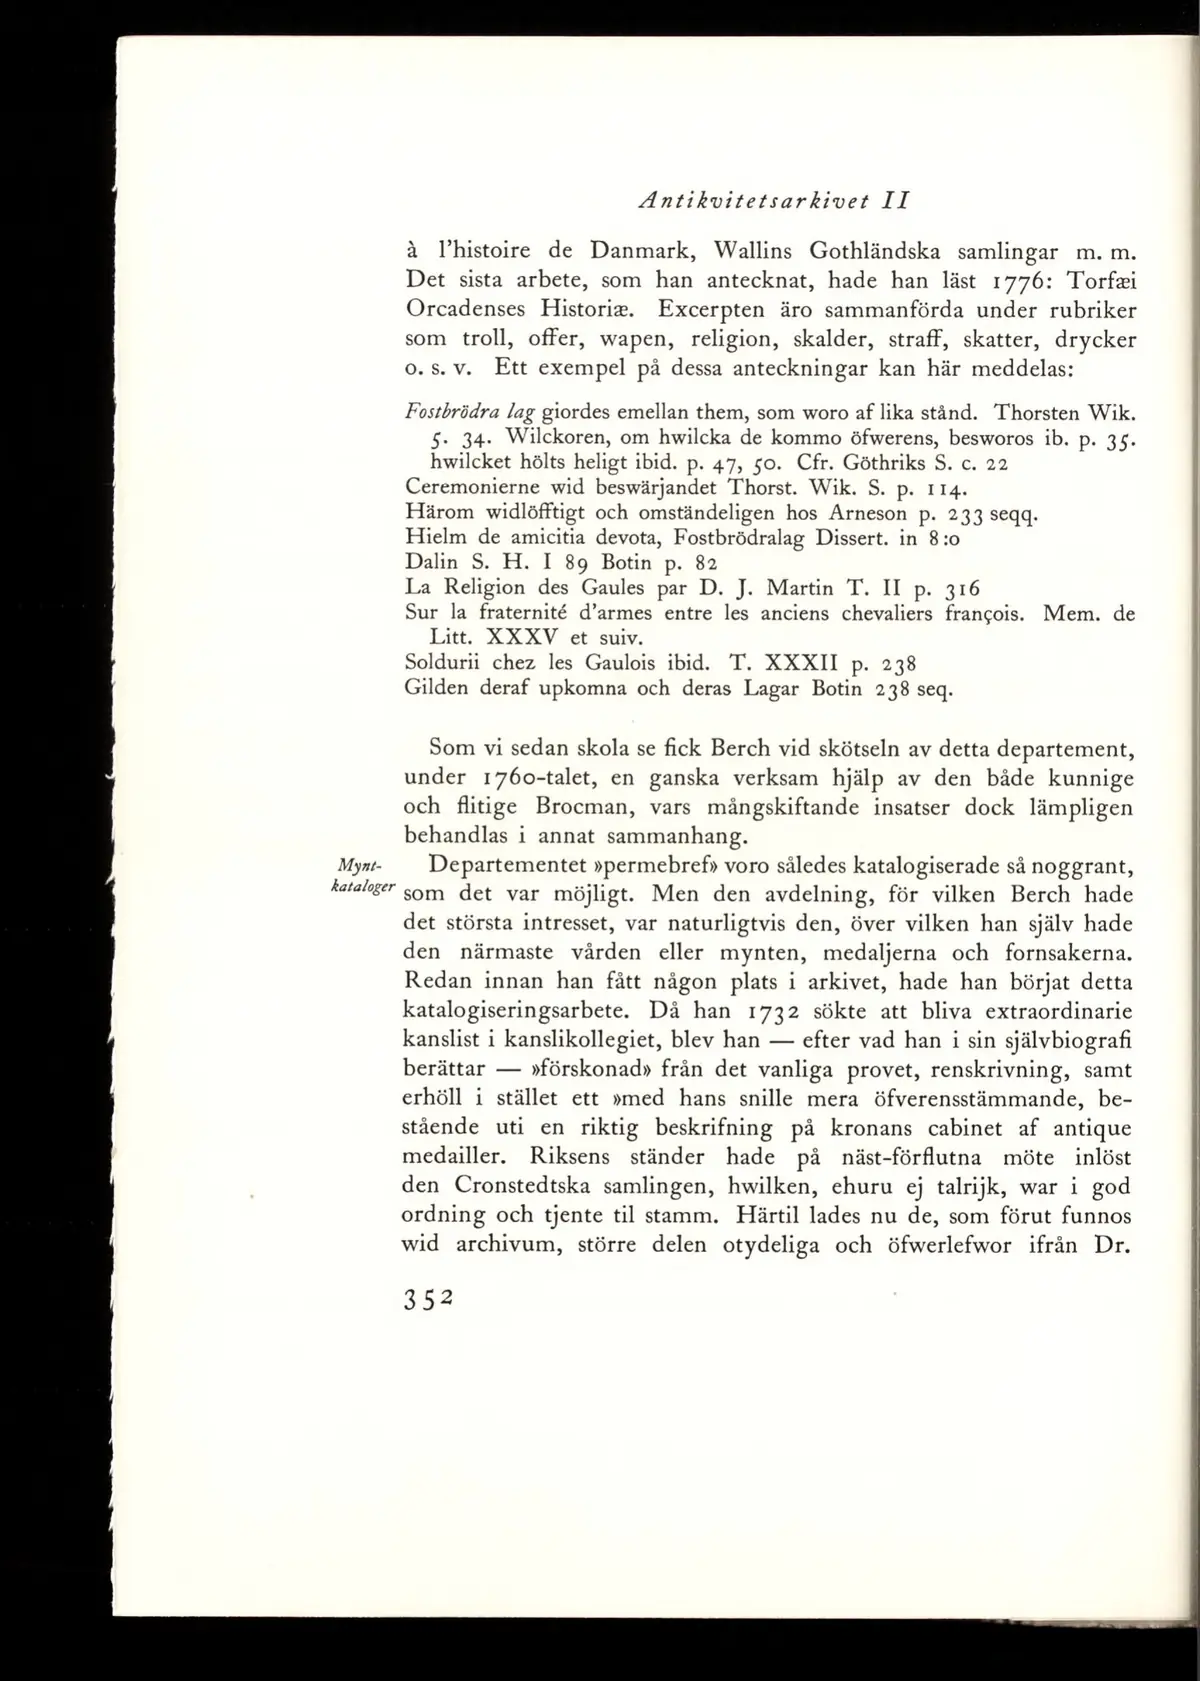 Antikvitetsarkivet II
à l'histoire de Danmark, Wallins Gothländska samlingar m. m.
Det sista arbete, som han antecknat, hade han läst 1776: Torfæi
Orcadenses Historiæ. Excerpten äro sammanförda under rubriker
som troll, offer, wapen, religion, skalder, straff, skatter, drycker
o. s. v. Ett exempel på dessa anteckningar kan här meddelas:
Fostbrödra lag giordes emellan them, som woro af lika stånd. Thorsten Wik.
5. 34. Wilckoren, om hwilcka de kommo öfwerens, besworos ib. p. 35.
hwilcket hölts heligt ibid. p. 47, 50. Cfr. Göthriks S. c. 22
Ceremonierne wid beswärjandet Thorst. Wik. S. p. 114.
Härom widlöfftigt och omständeligen hos Arneson p. 233 seqq.
Hielm de amicitia devota, Fostbrödralag Dissert. in 8:o
Dalin S. H. I 89 Botin p. 82
La Religion des Gaules par D. J. Martin T. II p. 316
Sur la fraternité d'armes entre les anciens chevaliers françois. Mem. de
Litt. XXXV et suiv.
Soldurii chez les Gaulois ibid. T. XXXII p. 238
Gilden deraf upkomna och deras Lagar Botin 238 seq.
Som vi sedan skola se fick Berch vid skötseln av detta departement,
under 1760-talet, en ganska verksam hjälp av den både kunnige
och flitige Brocman, vars mångskiftande insatser dock lämpligen
behandlas i annat sammanhang.
Mynt-
kataloger
Departementet »permebref» voro således katalogiserade så noggrant,
som det var möjligt. Men den avdelning, för vilken Berch hade
det största intresset, var naturligtvis den, över vilken han själv hade
den närmaste vården eller mynten, medaljerna och fornsakerna.
Redan innan han fått någon plats i arkivet, hade han börjat detta
katalogiseringsarbete. Då han 1732 sökte att bliva extraordinarie
kanslist i kanslikollegiet, blev han — efter vad han i sin självbiografi
berättar — »förskonad» från det vanliga provet, renskrivning, samt
erhöll i stället ett »med hans snille mera öfverensstämmande, be-
stående uti en riktig beskrifning på kronans cabinet af antique
medailler. Riksens ständer hade på näst-förflutna möte inlöst
den Cronstedtska samlingen, hwilken, ehuru ej talrijk, war i god
ordning och tjente til stamm. Härtil lades nu de, som förut funnos
wid archivum, större delen otydeliga och öfwerlefwor ifrån Dr.
352